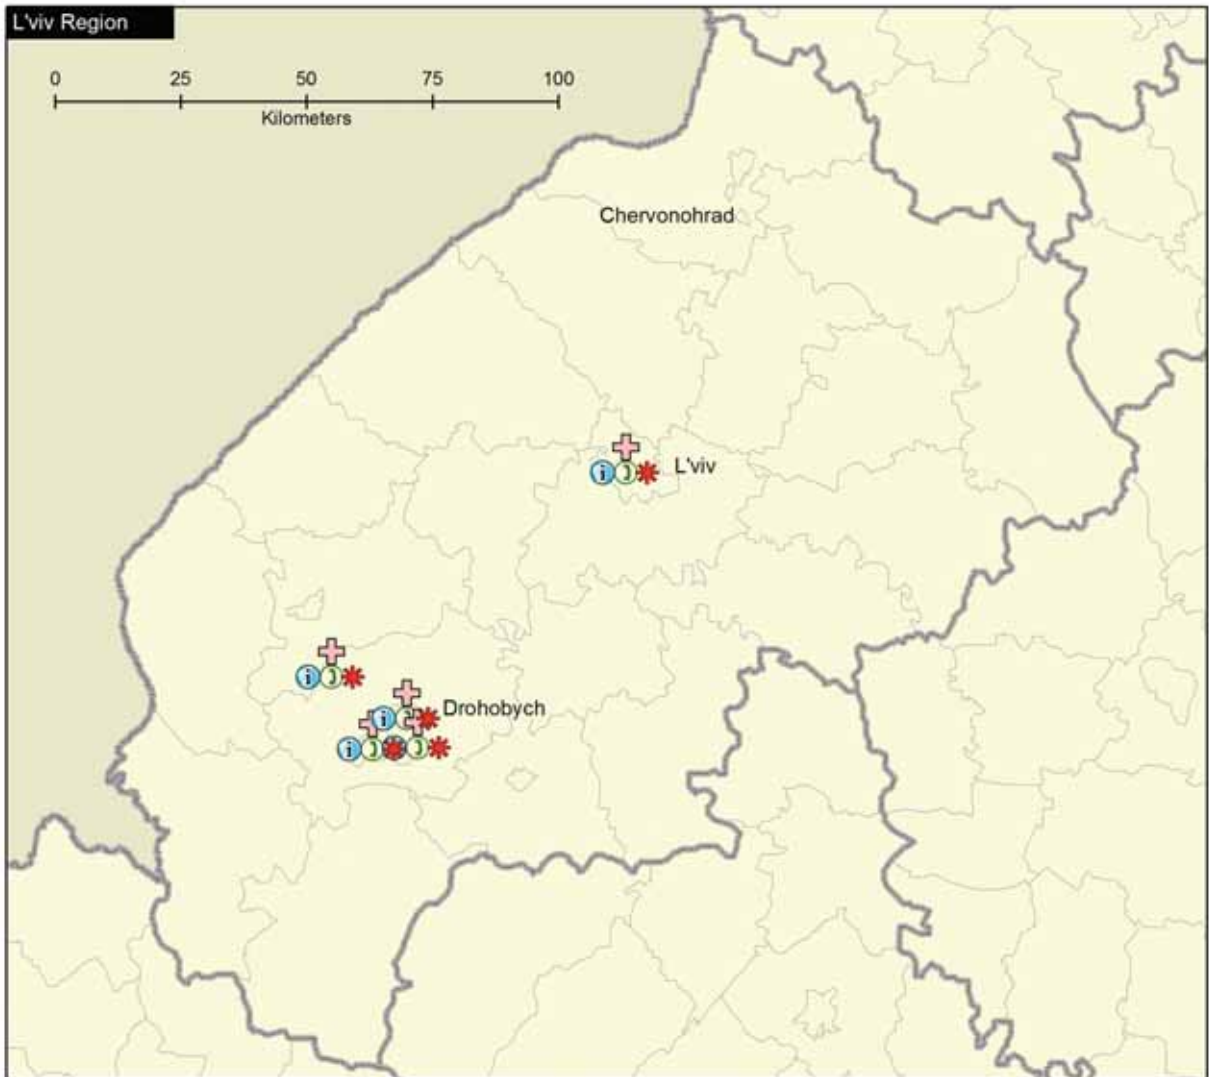 L'viv Region
0 25 50 75 100
Kilometers
Chervonohrad
L'viv
Drohobych